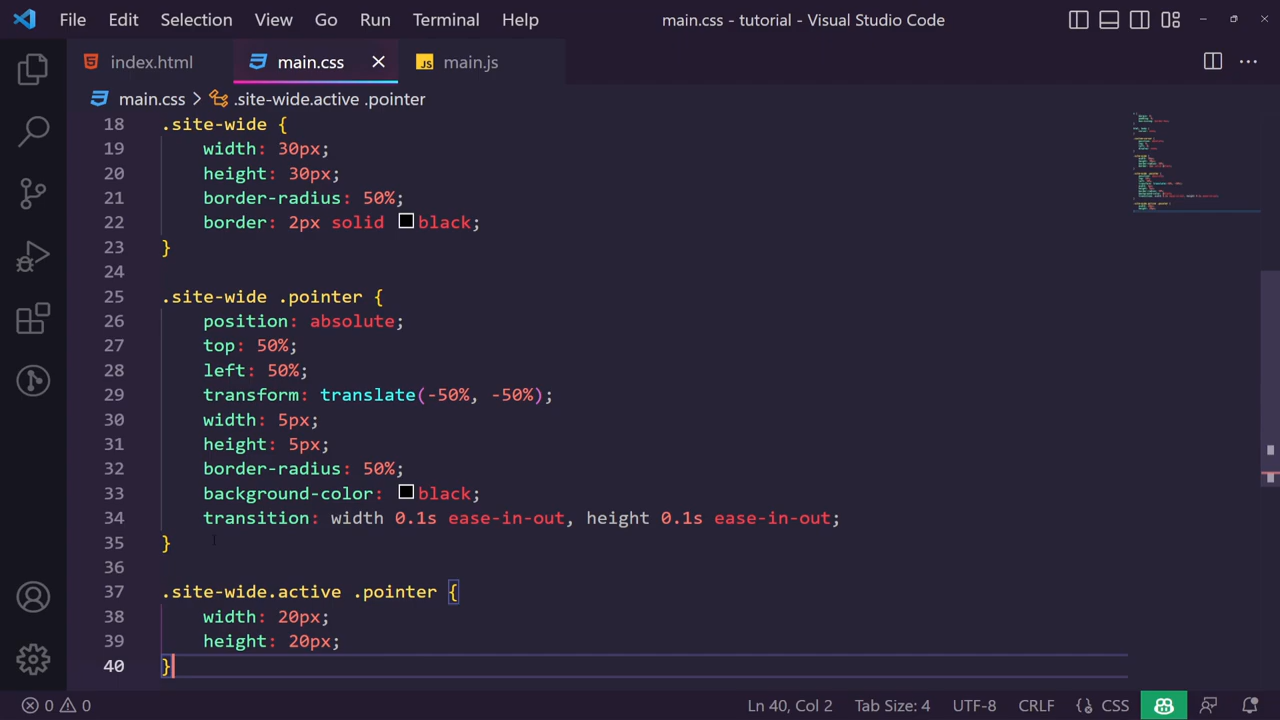 File Edit Selection View Go Run Terminal Help main.css - tutorial - Visual Studio Code
index.html main.css JS main.js
main.css > .site-wide.active .pointer
18 .site-wide {
19 width: 30px;
20 height: 30px;
21 border-radius: 50%;
22 border: 2px solid black;
23 }
24
25 .site-wide .pointer {
26 position: absolute;
27 top: 50%;
28 left: 50%;
29 transform: translate(-50%, -50%);
30 width: 5px;
31 height: 5px;
32 border-radius: 50%;
33 background-color: black;
34 transition: width 0.1s ease-in-out, height 0.1s ease-in-out;
35 }
36
37 .site-wide.active .pointer {
38 width: 20px;
39 height: 20px;
40 }
0 0 Ln 40, Col 2 Tab Size: 4 UTF-8 CRLF {} CSS